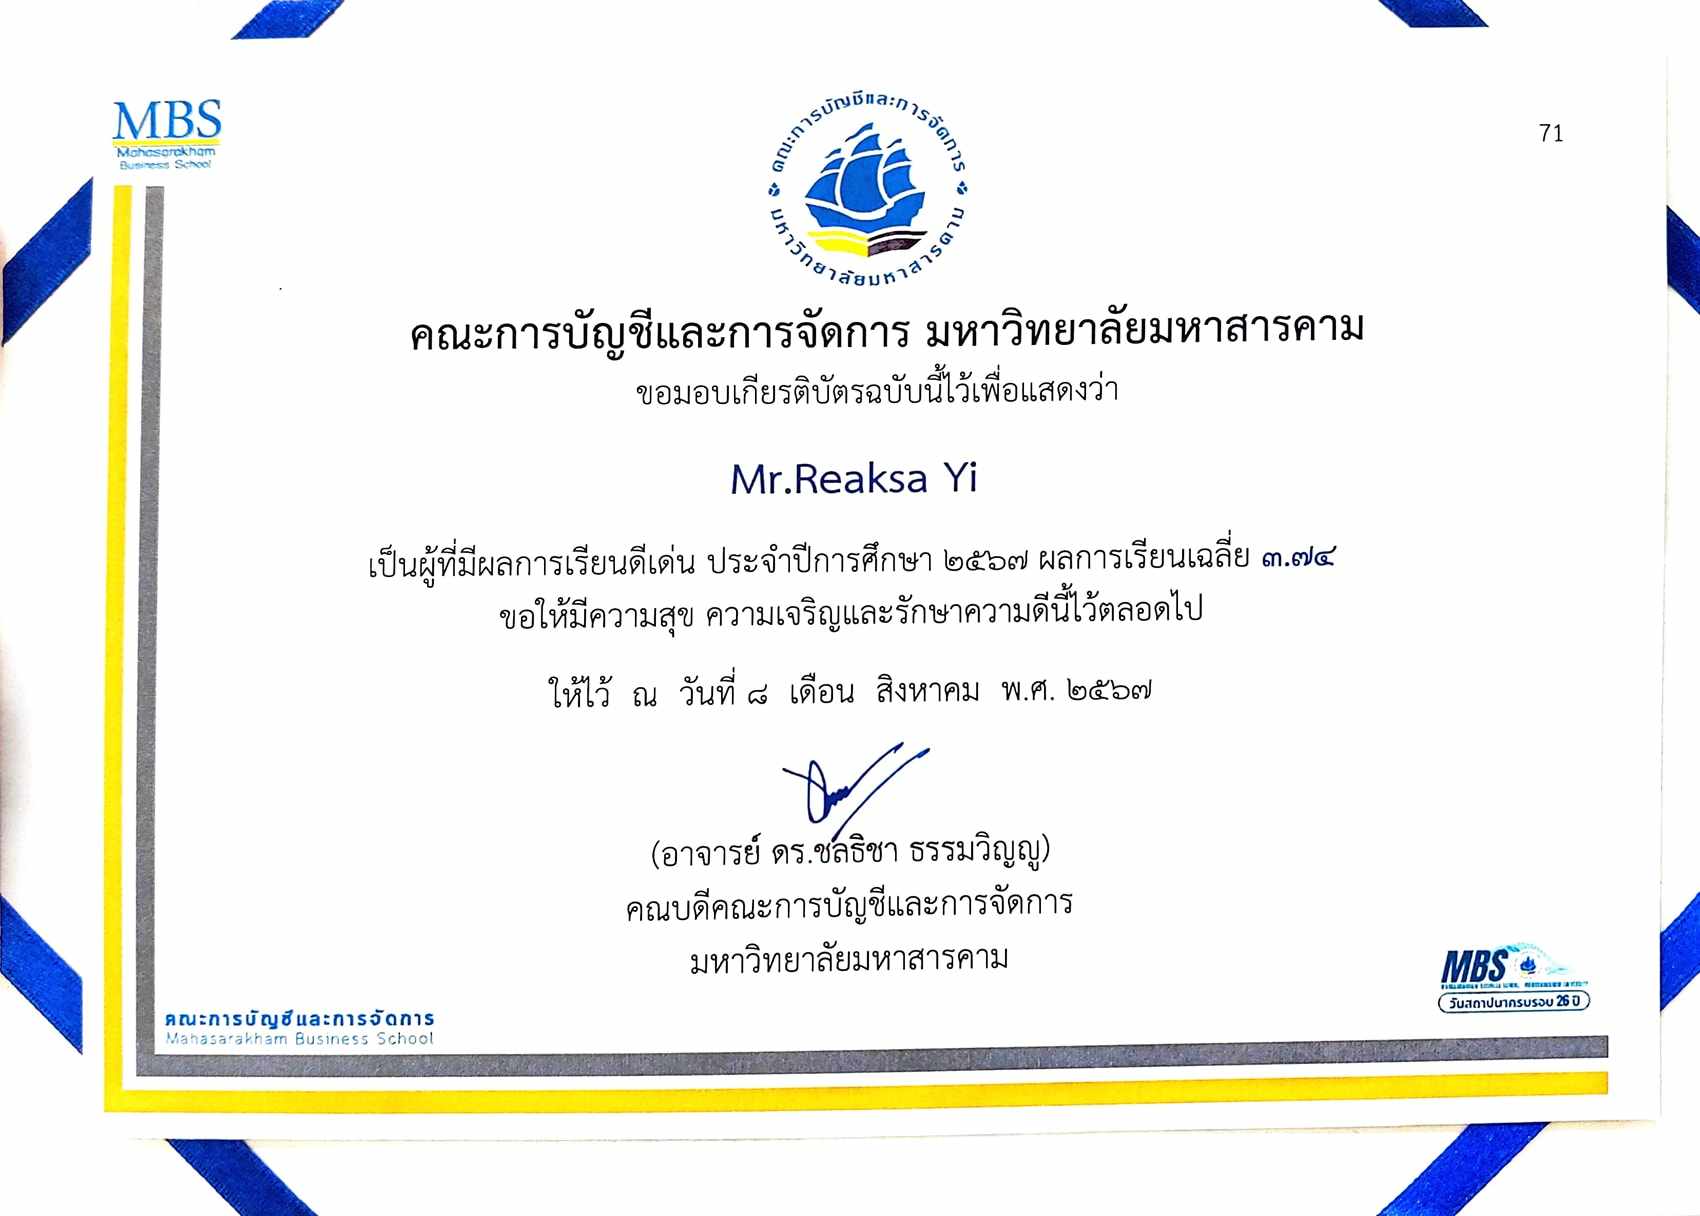 MBS
Mahasarakham
Business School
71
คณะการบัญชีและการจัดการ
มหาวิทยาลัยมหาสารคาม
คณะการบัญชีและการจัดการ มหาวิทยาลัยมหาสารคาม
ขอมอบเกียรติบัตรฉบับนี้ไว้เพื่อแสดงว่า
Mr.Reaksa Yi
เป็นผู้ที่มีผลการเรียนดีเด่น ประจำปีการศึกษา ๒๕๖๗ ผลการเรียนเฉลี่ย ๓.๗๔
ขอให้มีความสุข ความเจริญและรักษาความดีนี้ไว้ตลอดไป
ให้ไว้ ณ วันที่ ๘ เดือน สิงหาคม พ.ศ. ๒๕๖๗
(อาจารย์ ดร.ชลธิชา ธรรมวิญญู)
คณบดีคณะการบัญชีและการจัดการ
มหาวิทยาลัยมหาสารคาม
คณะการบัญชีและการจัดการ
Mahasarakham Business School
MBS
วันสถาปนาครบรอบ 26 ปี